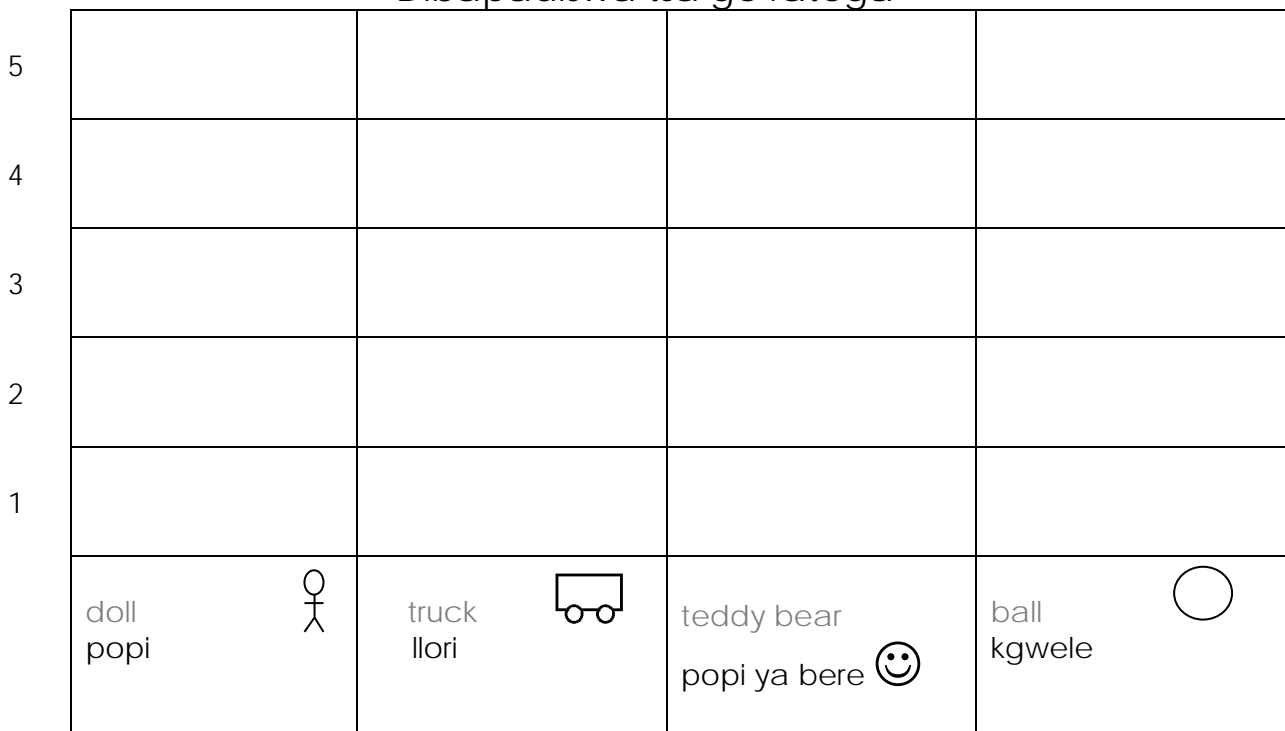 5
4
3
2
1
doll
popi
truck
llori
teddy bear
popi ya bere
ball
kgwele